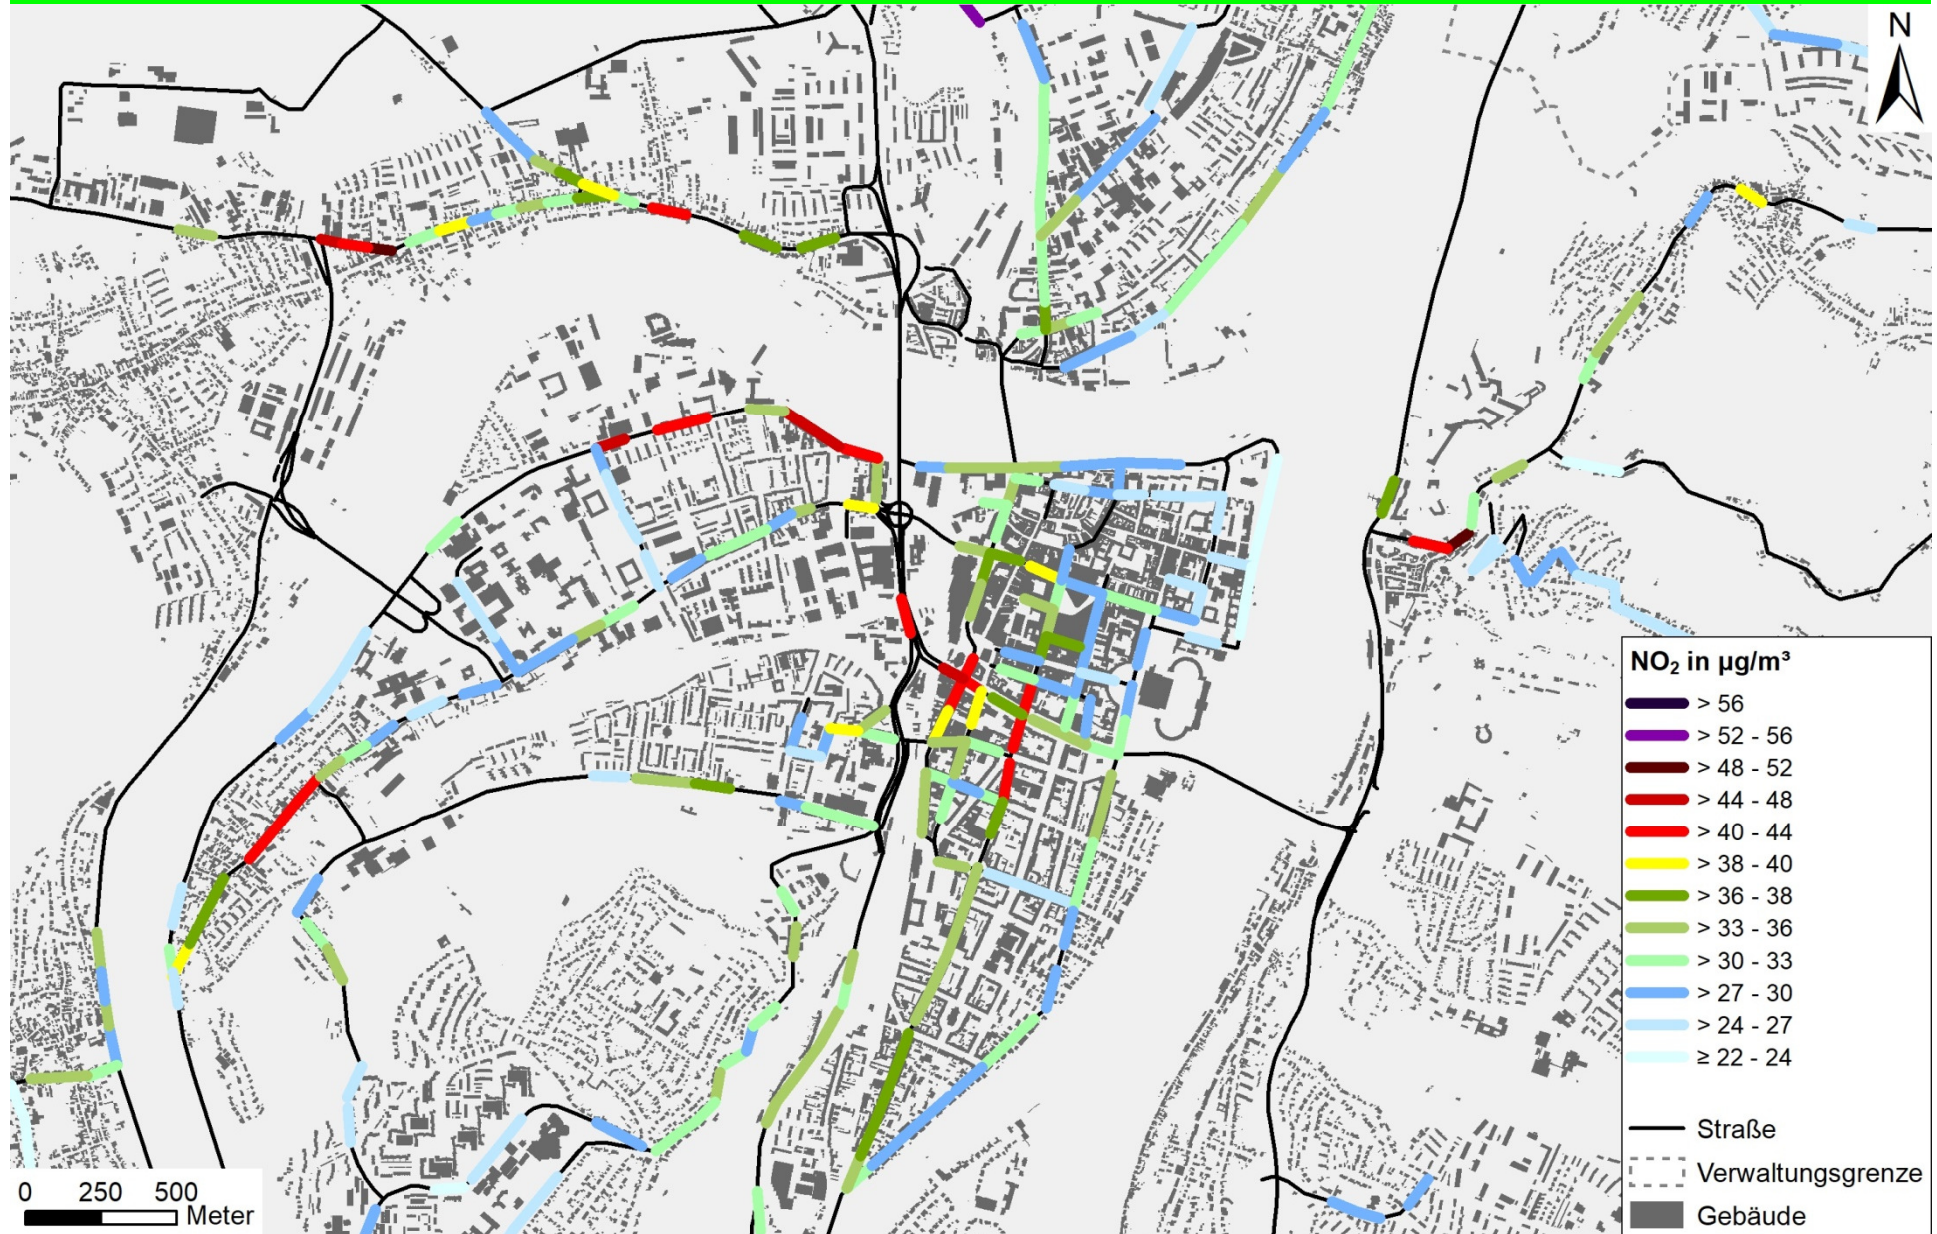 N
NO₂ in µg/m³
> 56
> 52 - 56
> 48 - 52
> 44 - 48
> 40 - 44
> 38 - 40
> 36 - 38
> 33 - 36
> 30 - 33
> 27 - 30
> 24 - 27
≥ 22 - 24
Straße
Verwaltungsgrenze
Gebäude
0 250 500
Meter